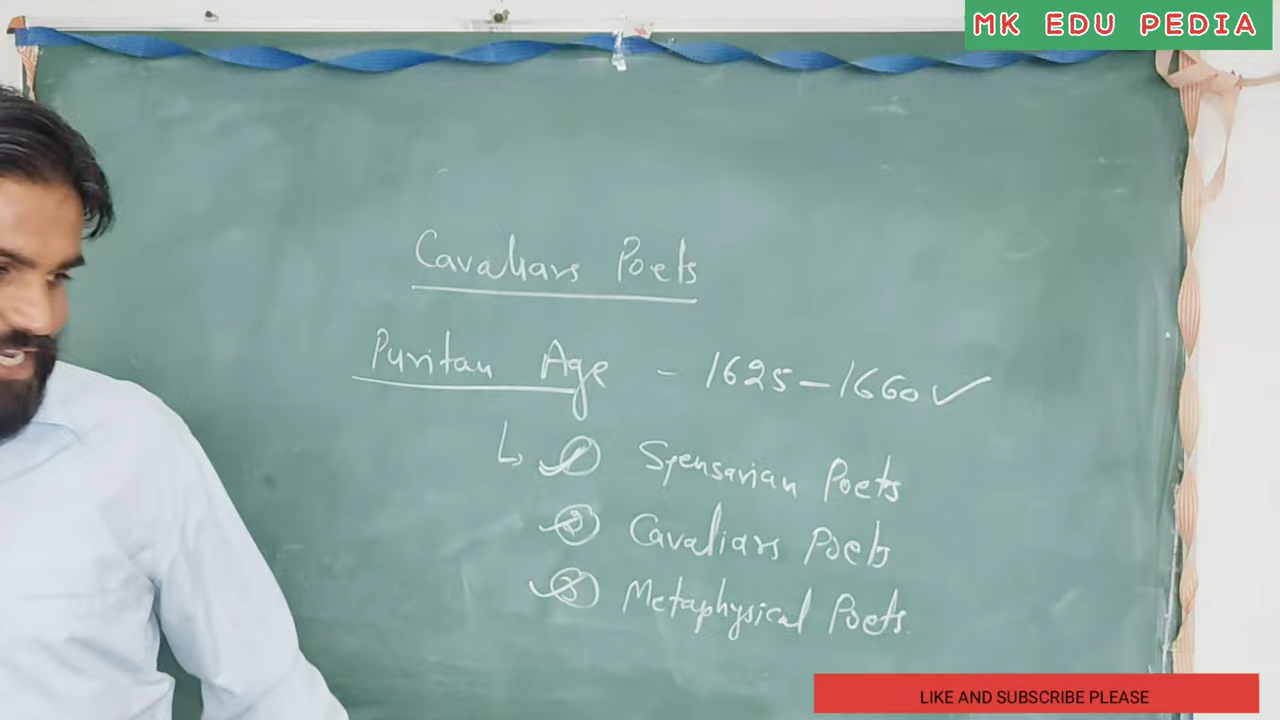 MK EDU PEDIA
Cavaliars Poets
Puritan Age - 1625-1660 ✓
↳ ① Spensarian Poets
② Cavaliars Poets
③ Metaphysical Poets
LIKE AND SUBSCRIBE PLEASE